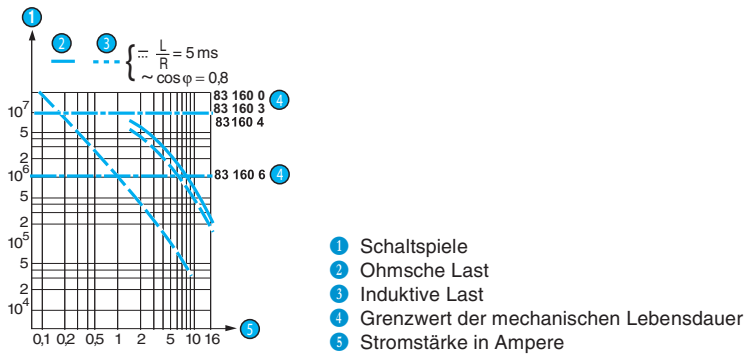 1
2 3
⎓ L/R = 5 ms
~ cos φ = 0,8
83 160 0
83 160 3
83 160 4
4
83 160 6 4
10⁷
5
2
10⁶
5
2
10⁵
5
2
10⁴
0,1 0,2 0,5 1 2 5 10 16
5
1 Schaltspiele
2 Ohmsche Last
3 Induktive Last
4 Grenzwert der mechanischen Lebensdauer
5 Stromstärke in Ampere